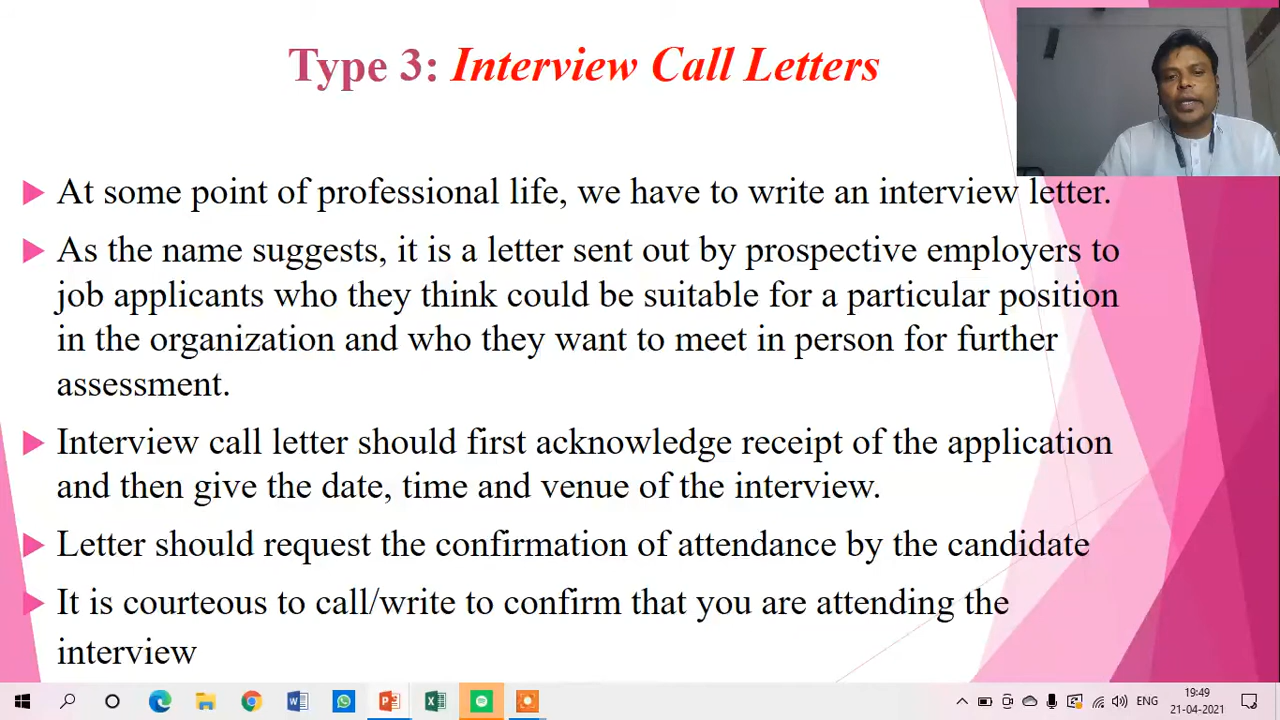 Type 3: Interview Call Letters
At some point of professional life, we have to write an interview letter.
As the name suggests, it is a letter sent out by prospective employers to
job applicants who they think could be suitable for a particular position
in the organization and who they want to meet in person for further
assessment.
Interview call letter should first acknowledge receipt of the application
and then give the date, time and venue of the interview.
Letter should request the confirmation of attendance by the candidate
It is courteous to call/write to confirm that you are attending the
interview
ENG
19:49
21-04-2021